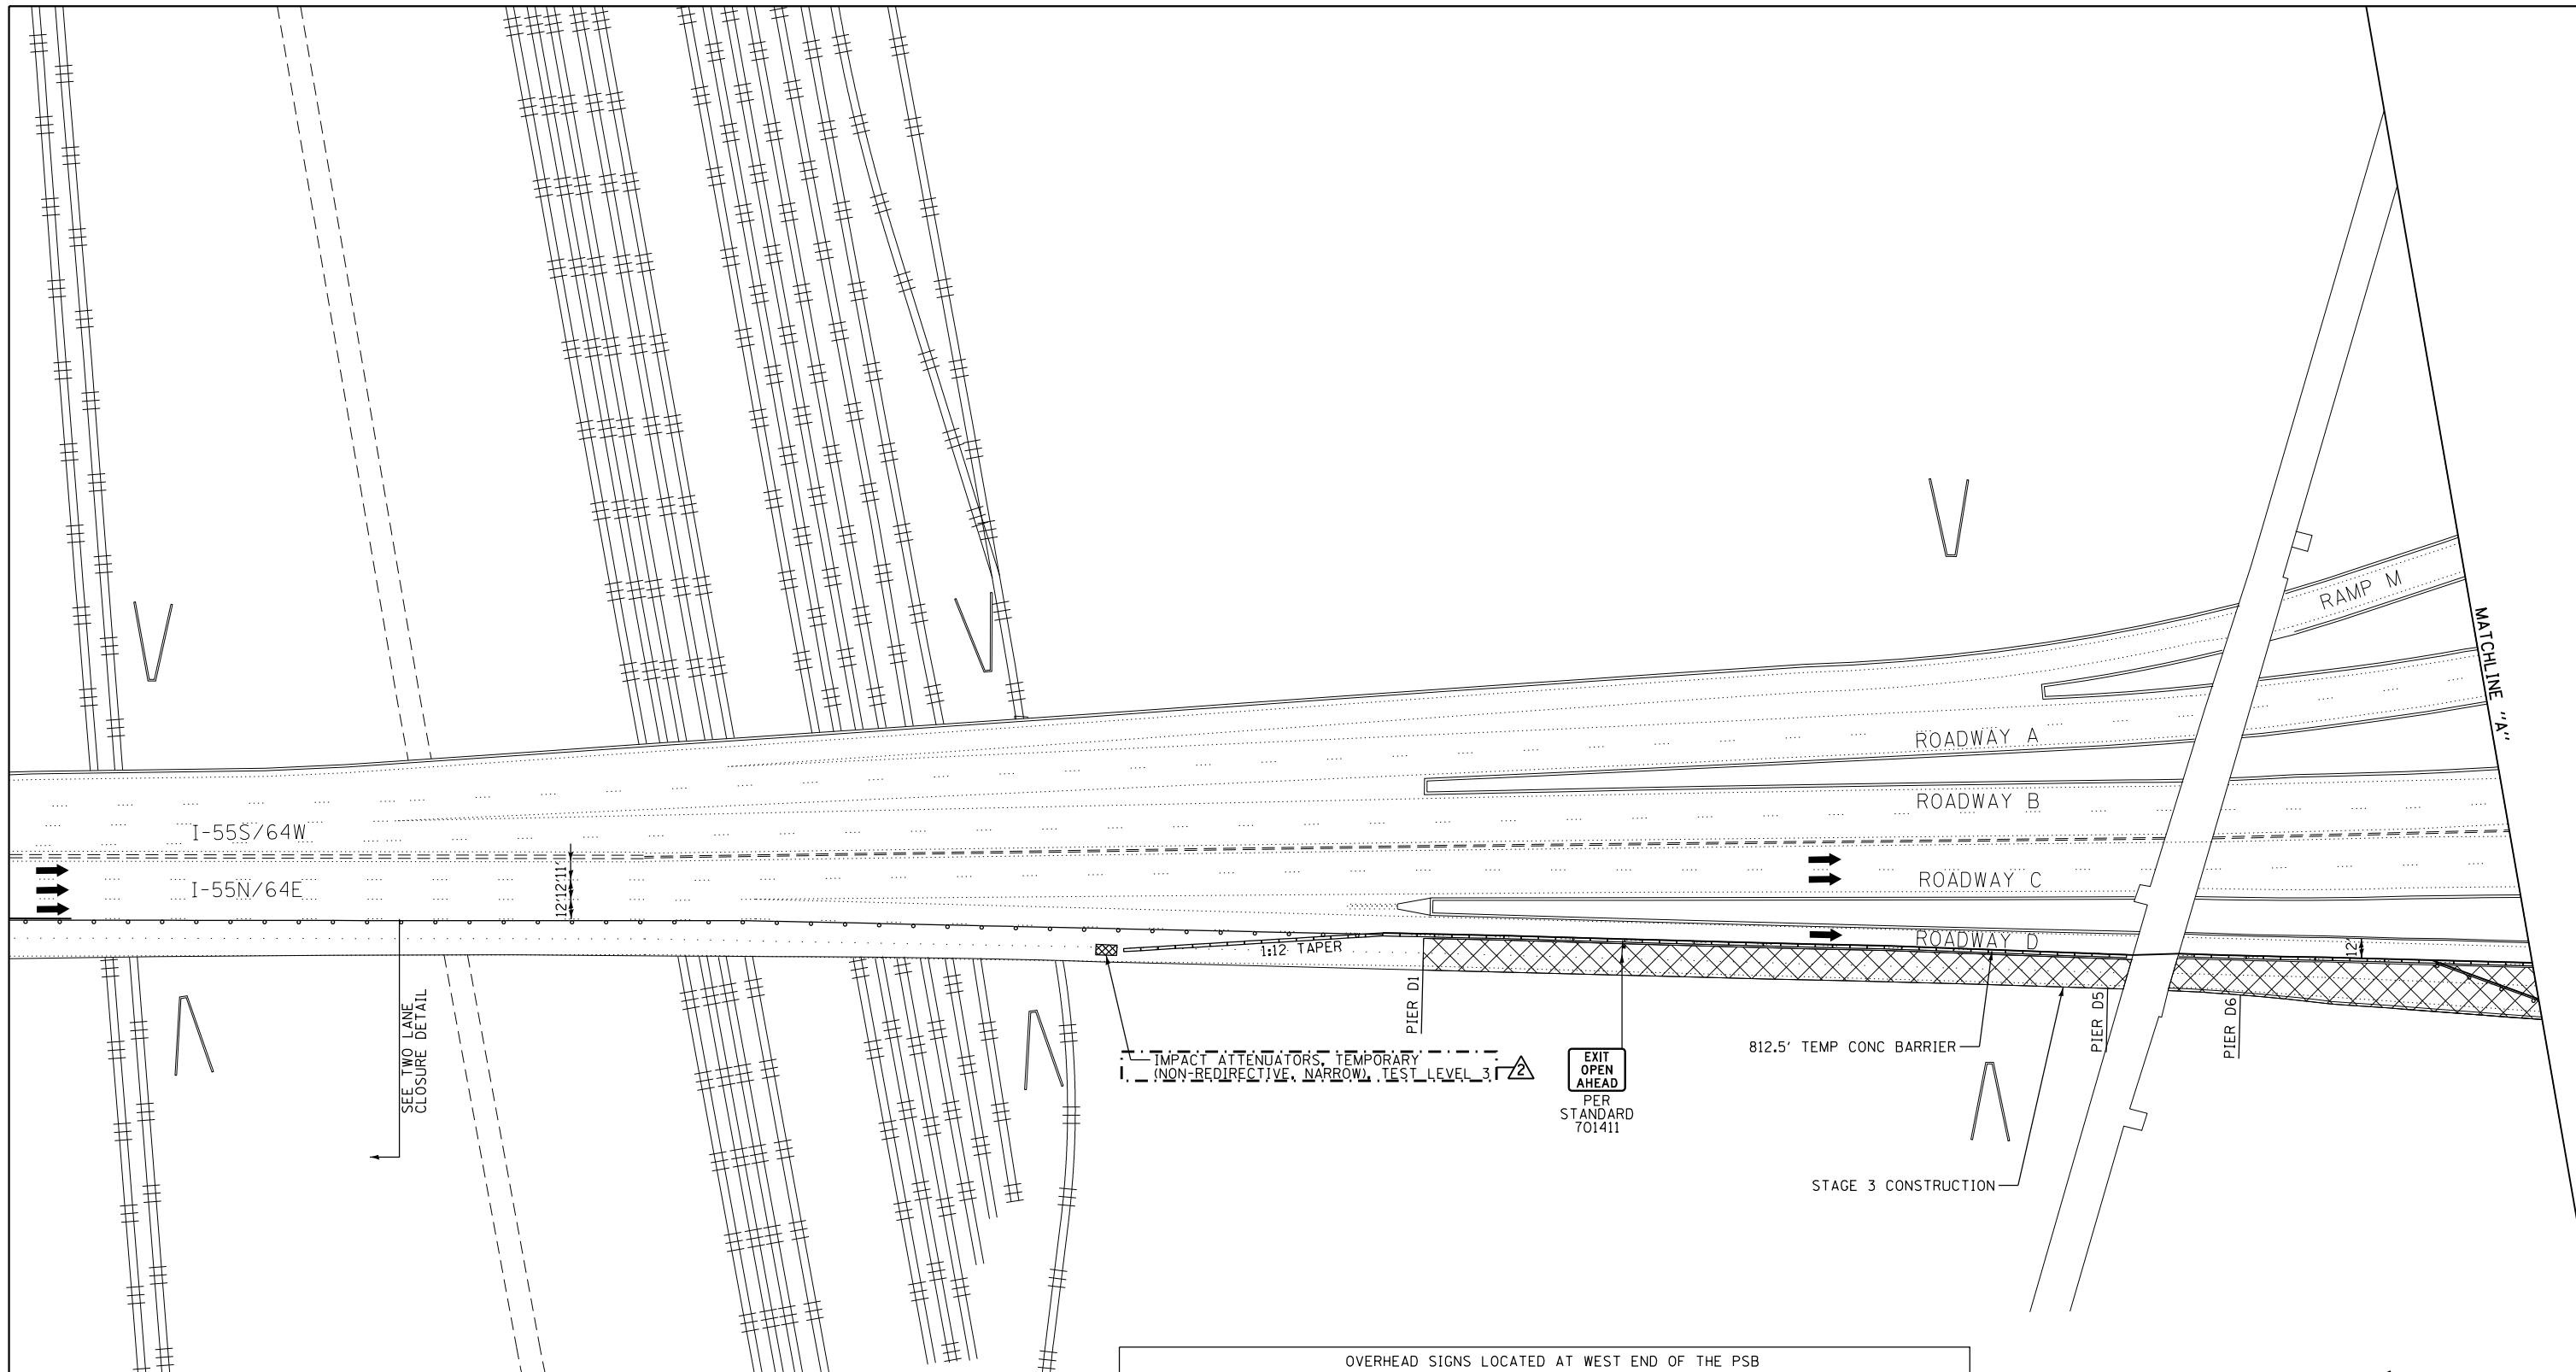 RAMP M
MATCHLINE "A"
ROADWAY A
ROADWAY B
I-55S/64W
ROADWAY C
I-55N/64E
12'12'11'
ROADWAY D
1:12 TAPER
12'
SEE TWO LANE
CLOSURE DETAIL
PIER D1
PIER D5
PIER D6
IMPACT ATTENUATORS, TEMPORARY
(NON-REDIRECTIVE, NARROW), TEST LEVEL 3
2
EXIT
OPEN
AHEAD
PER
STANDARD
701411
812.5' TEMP CONC BARRIER
STAGE 3 CONSTRUCTION
OVERHEAD SIGNS LOCATED AT WEST END OF THE PSB